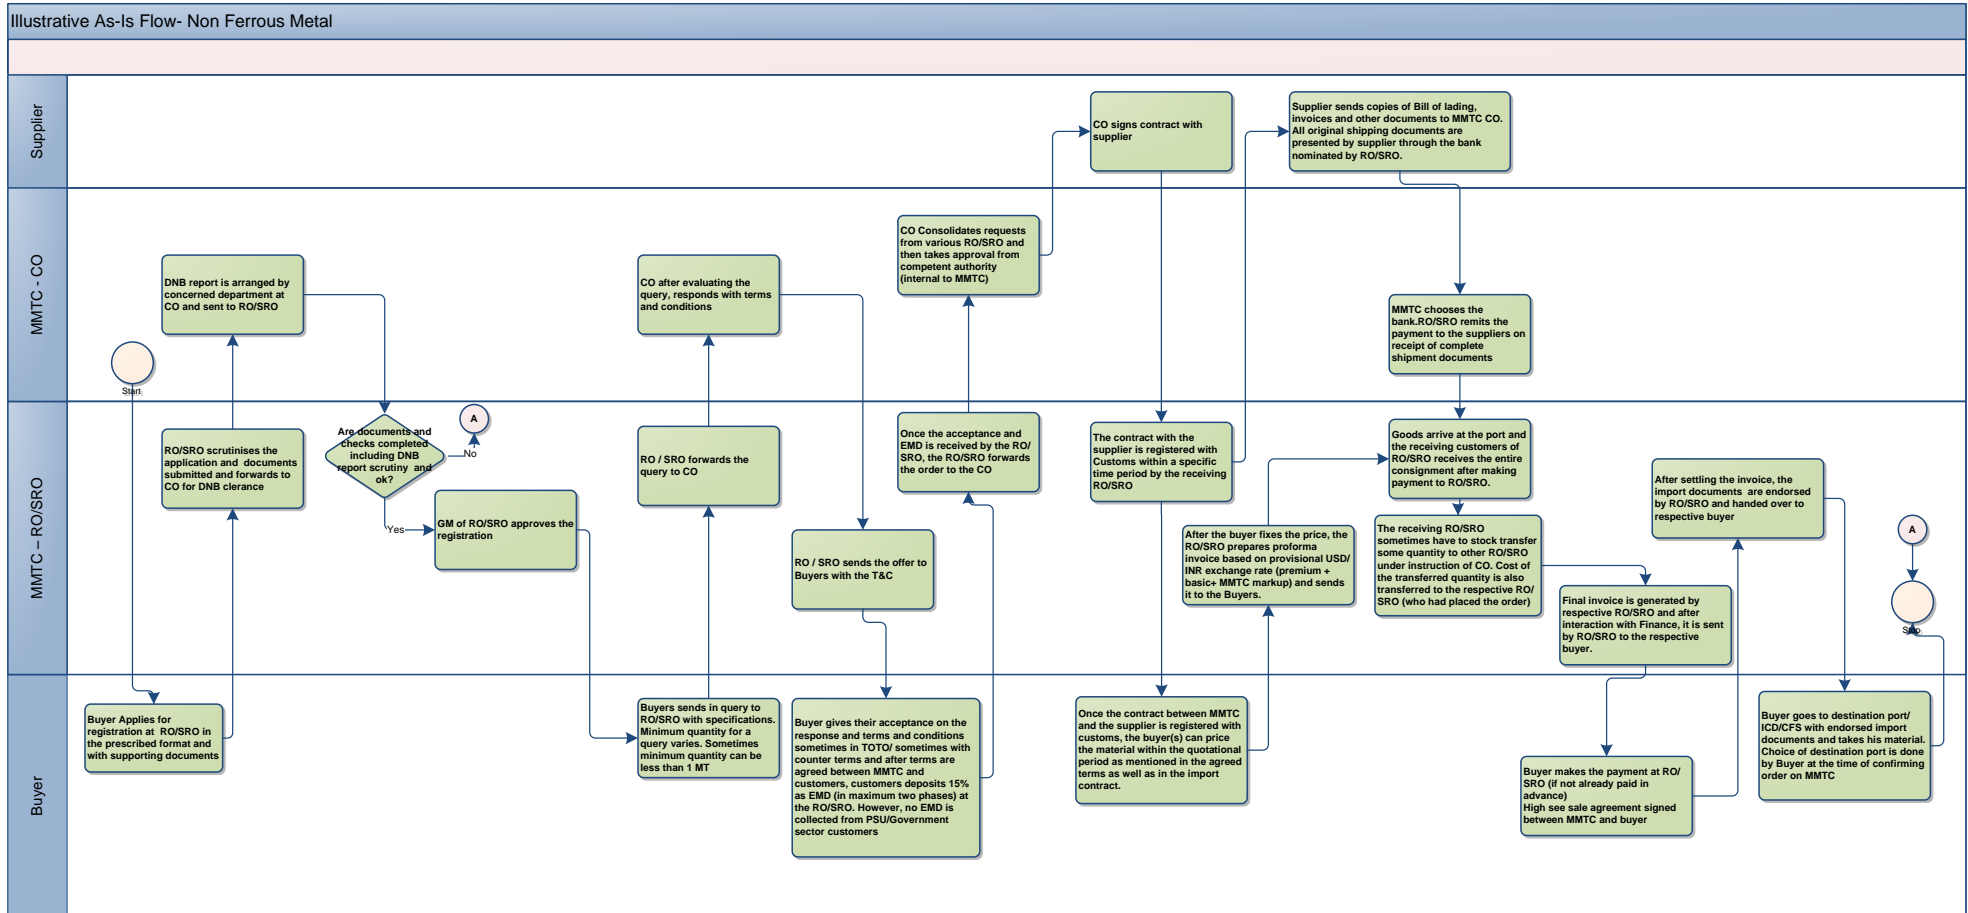 Illustrative As-Is Flow- Non Ferrous Metal
Supplier
CO signs contract with
supplier
Supplier sends copies of Bill of lading,
invoices and other documents to MMTC CO.
All original shipping documents are
presented by supplier through the bank
nominated by RO/SRO.
MMTC - CO
Start
DNB report is arranged by
concerned department at
CO and sent to RO/SRO
CO after evaluating the
query, responds with terms
and conditions
CO Consolidates requests
from various RO/SRO and
then takes approval from
competent authority
(internal to MMTC)
MMTC chooses the
bank.RO/SRO remits the
payment to the suppliers on
receipt of complete
shipment documents
MMTC – RO/SRO
RO/SRO scrutinises the
application and documents
submitted and forwards to
CO for DNB clerance
Are documents and
checks completed
including DNB
report scrutiny and
ok?
A
No
Yes
GM of RO/SRO approves the
registration
RO / SRO forwards the
query to CO
RO / SRO sends the offer to
Buyers with the T&C
Once the acceptance and
EMD is received by the RO/
SRO, the RO/SRO forwards
the order to the CO
The contract with the
supplier is registered with
Customs within a specific
time period by the receiving
RO/SRO
After the buyer fixes the price, the
RO/SRO prepares proforma
invoice based on provisional USD/
INR exchange rate (premium +
basic+ MMTC markup) and sends
it to the Buyers.
Goods arrive at the port and
the receiving customers of
RO/SRO receives the entire
consignment after making
payment to RO/SRO.
The receiving RO/SRO
sometimes have to stock transfer
some quantity to other RO/SRO
under instruction of CO. Cost of
the transferred quantity is also
transferred to the respective RO/
SRO (who had placed the order)
Final invoice is generated by
respective RO/SRO and after
interaction with Finance, it is sent
by RO/SRO to the respective
buyer.
After settling the invoice, the
import documents are endorsed
by RO/SRO and handed over to
respective buyer
A
Stop
Buyer
Buyer Applies for
registration at RO/SRO in
the prescribed format and
with supporting documents
Buyers sends in query to
RO/SRO with specifications.
Minimum quantity for a
query varies. Sometimes
minimum quantity can be
less than 1 MT
Buyer gives their acceptance on the
response and terms and conditions
sometimes in TOTO/ sometimes with
counter terms and after terms are
agreed between MMTC and
customers, customers deposits 15%
as EMD (in maximum two phases) at
the RO/SRO. However, no EMD is
collected from PSU/Government
sector customers
Once the contract between MMTC
and the supplier is registered with
customs, the buyer(s) can price
the material within the quotational
period as mentioned in the agreed
terms as well as in the import
contract.
Buyer makes the payment at RO/
SRO (if not already paid in
advance)
High see sale agreement signed
between MMTC and buyer
Buyer goes to destination port/
ICD/CFS with endorsed import
documents and takes his material.
Choice of destination port is done
by Buyer at the time of confirming
order on MMTC